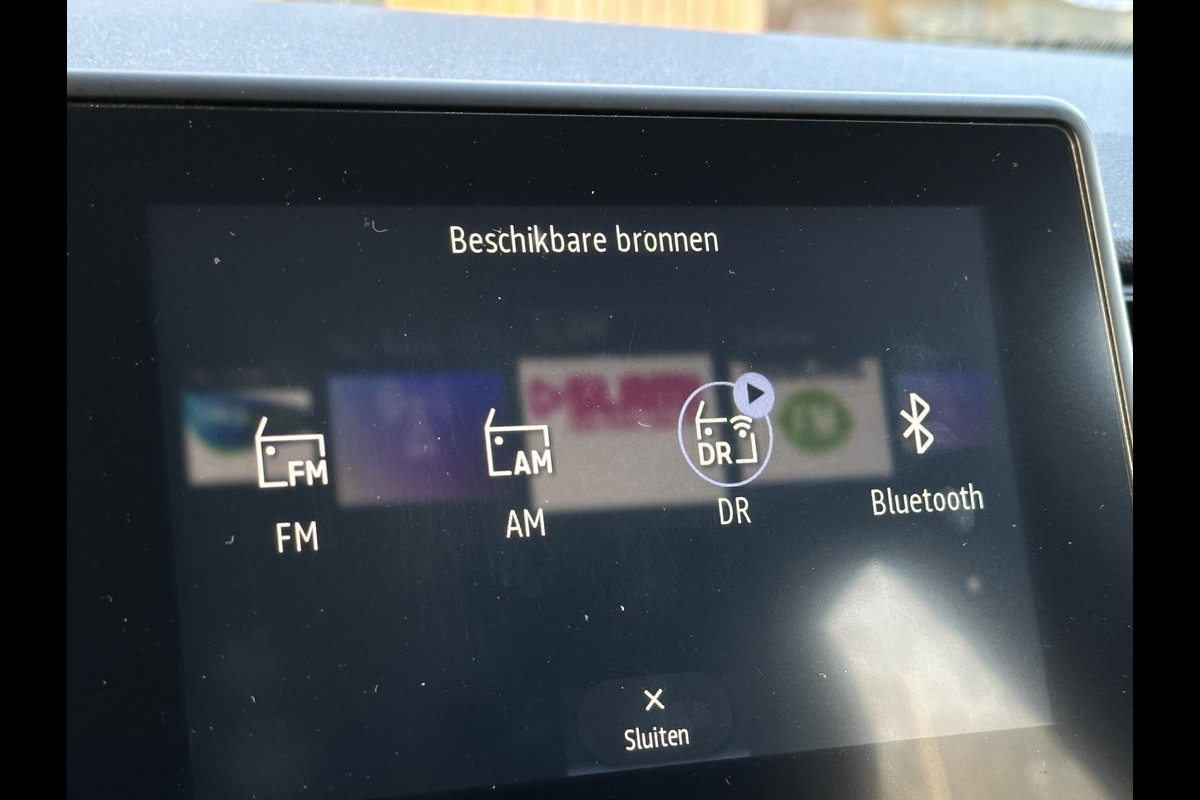 Beschikbare bronnen
FM
AM
DR
FM
AM
DR
Bluetooth
Sluiten